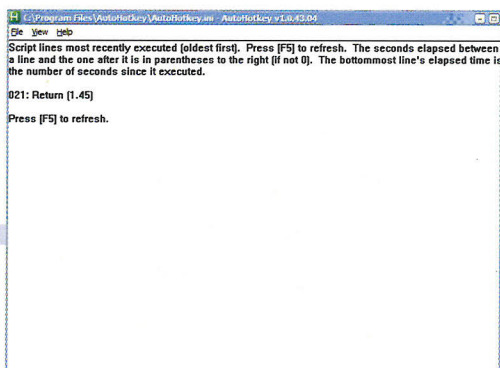 C:\Program Files\AutoHotkey\AutoHotkey.ini - AutoHotkey v1.0.43.04
File View Help
Script lines most recently executed (oldest first). Press [F5] to refresh. The seconds elapsed between
a line and the one after it is in parentheses to the right (if not 0). The bottommost line's elapsed time is
the number of seconds since it executed.
021: Return (1.45)
Press [F5] to refresh.